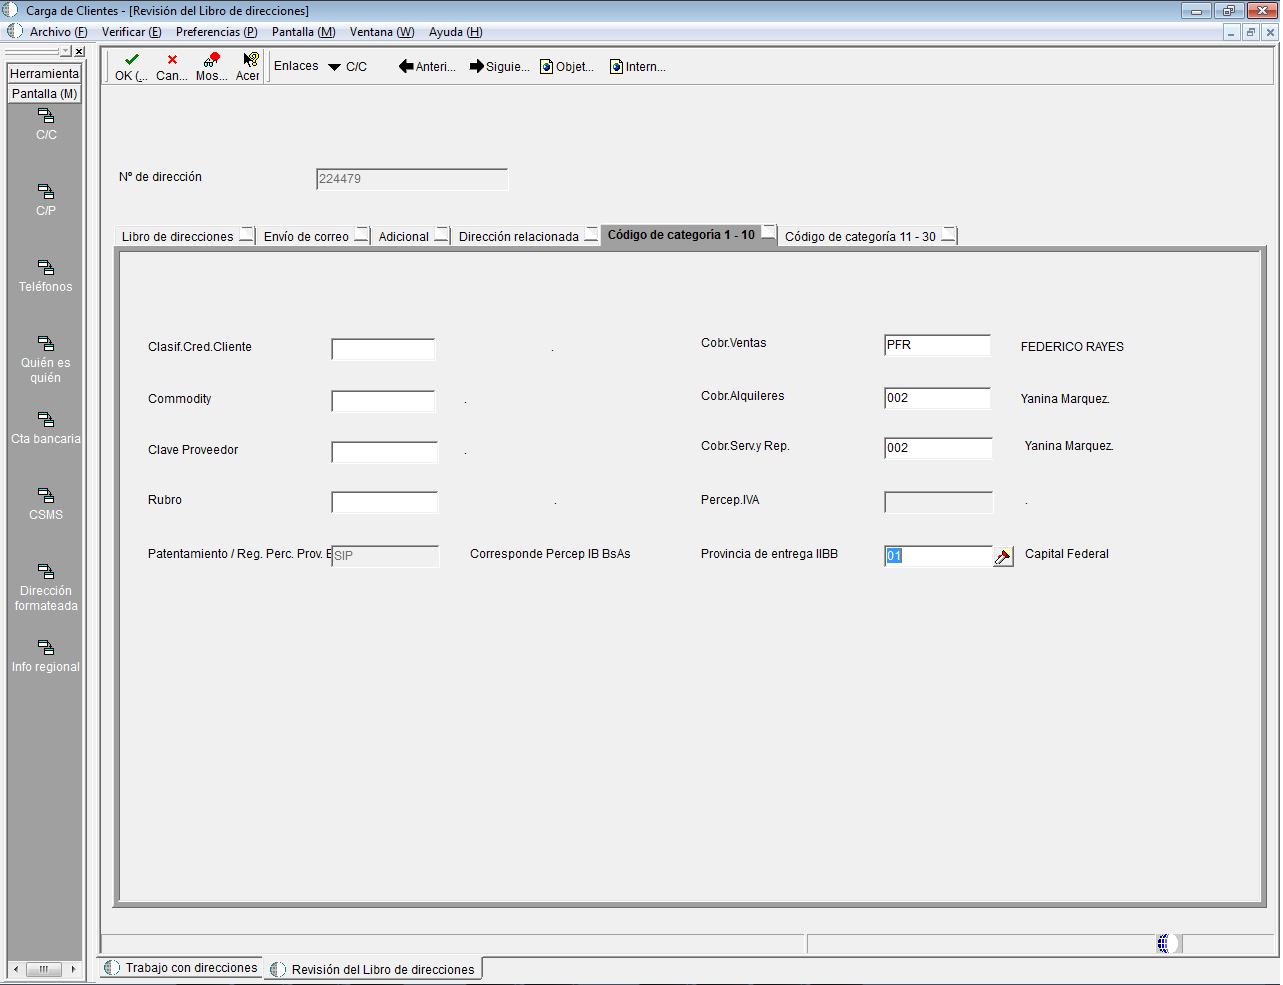 Carga de Clientes - [Revisión del Libro de direcciones]
Archivo (F) Verificar (E) Preferencias (P) Pantalla (M) Ventana (W) Ayuda (H)
Herramienta
Pantalla (M)
OK (... Can... Mos... Acer Enlaces C/C Anteri... Siguie... Objet... Intern...
C/C
C/P
Teléfonos
Quién es
quién
Cta bancaria
CSMS
Dirección
formateada
Info regional
Nº de dirección 224479
Libro de direcciones Envío de correo Adicional Dirección relacionada Código de categoría 1 - 10 Código de categoría 11 - 30
Clasif.Cred.Cliente . Cobr.Ventas PFR FEDERICO RAYES
Commodity . Cobr.Alquileres 002 Yanina Marquez.
Clave Proveedor . Cobr.Serv.y Rep. 002 Yanina Marquez.
Rubro . Percep.IVA .
Patentamiento / Reg. Perc. Prov. E SIP Corresponde Percep IB BsAs Provincia de entrega IIBB 01 Capital Federal
Trabajo con direcciones Revisión del Libro de direcciones